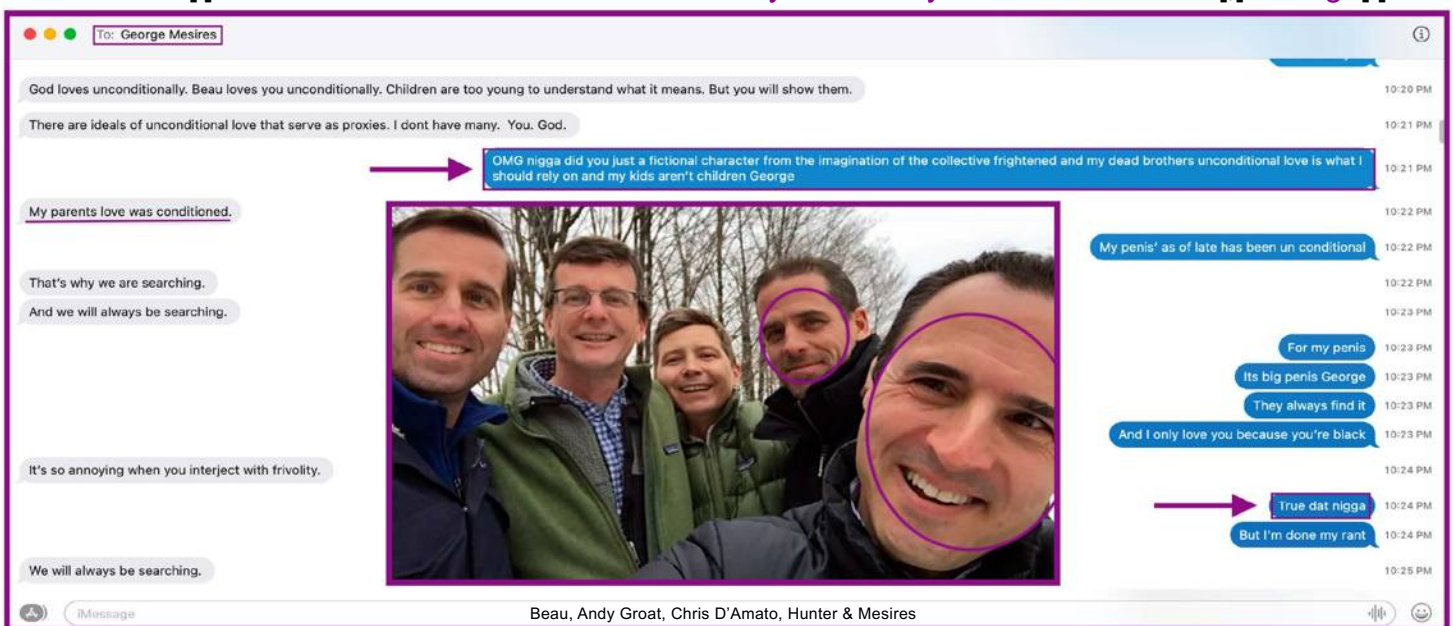 To: George Mesires
God loves unconditionally. Beau loves you unconditionally. Children are too young to understand what it means. But you will show them.
10:20 PM
There are ideals of unconditional love that serve as proxies. I dont have many. You. God.
10:21 PM
OMG nigga did you just a fictional character from the imagination of the collective frightened and my dead brothers unconditional love is what I
should rely on and my kids aren't children George
10:21 PM
My parents love was conditioned.
10:22 PM
My penis' as of late has been un conditional
10:22 PM
That's why we are searching.
10:22 PM
And we will always be searching.
10:23 PM
For my penis
10:23 PM
Its big penis George
10:23 PM
They always find it
10:23 PM
And I only love you because you're black
10:23 PM
It's so annoying when you interject with frivolity.
10:24 PM
True dat nigga
10:24 PM
But I'm done my rant
10:24 PM
We will always be searching.
10:25 PM
iMessage
Beau, Andy Groat, Chris D'Amato, Hunter & Mesires